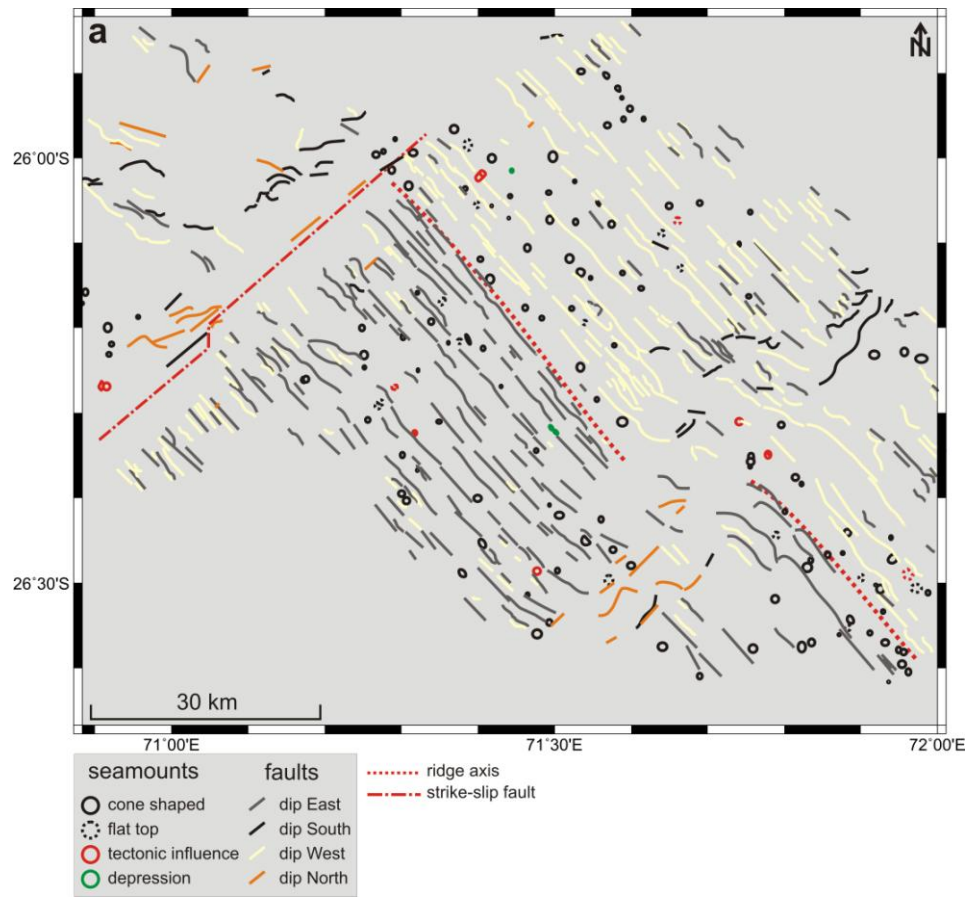 a
N
26°00'S
26°30'S
30 km
71°00'E
71°30'E
72°00'E
seamounts
cone shaped
flat top
tectonic influence
depression
faults
dip East
dip South
dip West
dip North
ridge axis
strike-slip fault